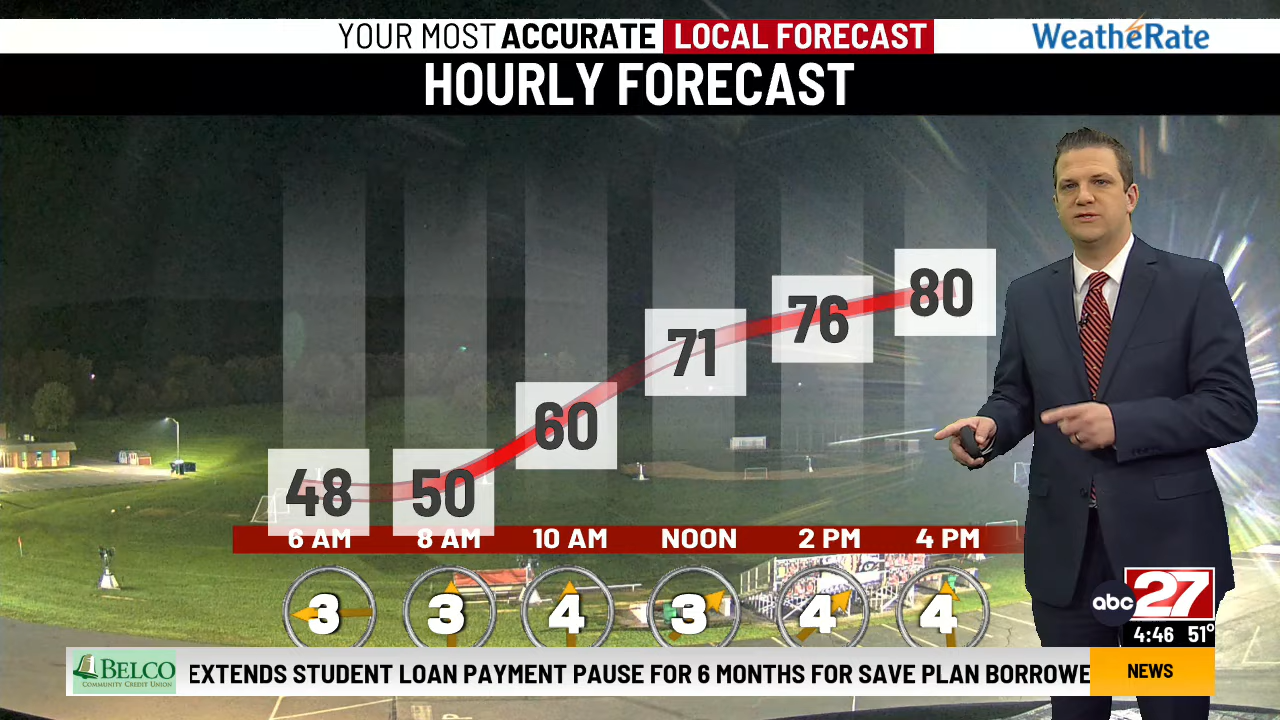 YOUR MOST ACCURATE LOCAL FORECAST
WeatheRate
HOURLY FORECAST
48 50 60 71 76 80
6 AM 8 AM 10 AM NOON 2 PM 4 PM
3 3 4 3 4 4
abc 27
4:46 51°
BELCO
COMMUNITY CREDIT UNION
EXTENDS STUDENT LOAN PAYMENT PAUSE FOR 6 MONTHS FOR SAVE PLAN BORROWE
NEWS